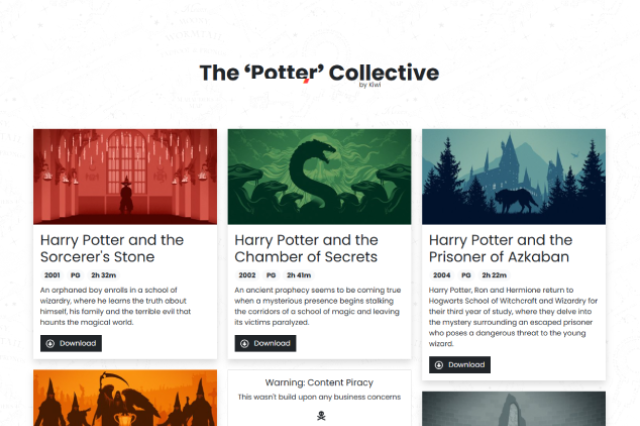 The ‘Potter’ Collective
by Kiwi
Harry Potter and the
Sorcerer's Stone
2001 PG 2h 32m
An orphaned boy enrolls in a school of
wizardry, where he learns the truth about
himself, his family and the terrible evil that
haunts the magical world.
Download
Harry Potter and the
Chamber of Secrets
2002 PG 2h 41m
An ancient prophecy seems to be coming true
when a mysterious presence begins stalking
the corridors of a school of magic and leaving
its victims paralyzed.
Download
Harry Potter and the
Prisoner of Azkaban
2004 PG 2h 22m
Harry Potter, Ron and Hermione return to
Hogwarts School of Witchcraft and Wizardry for
their third year of study, where they delve into
the mystery surrounding an escaped prisoner
who poses a dangerous threat to the young
wizard.
Download
Warning: Content Piracy
This wasn't build upon any business concerns